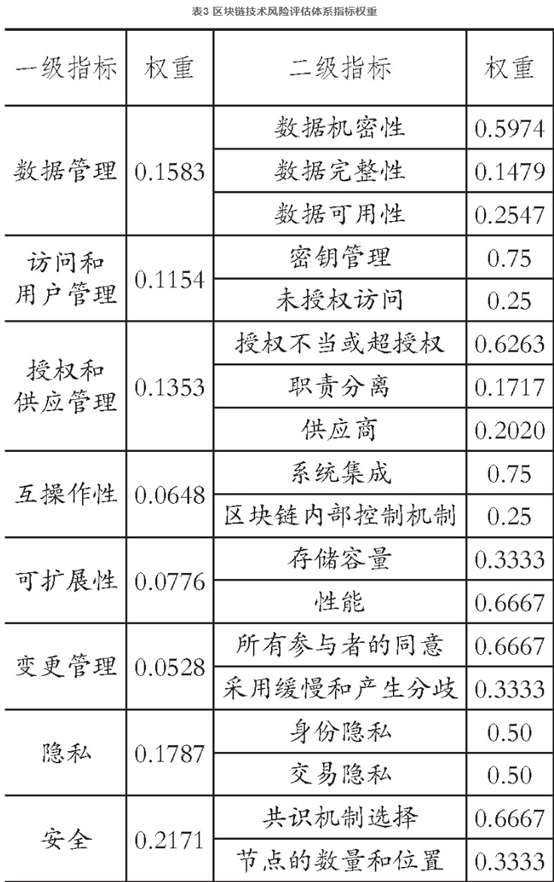 表3 区块链技术风险评估体系指标权重
一级指标 权重 二级指标 权重
数据管理 0.1583 数据机密性 0.5974
数据完整性 0.1479
数据可用性 0.2547
访问和
用户管理 0.1154 密钥管理 0.75
未授权访问 0.25
授权和
供应管理 0.1353 授权不当或超授权 0.6263
职责分离 0.1717
供应商 0.2020
互操作性 0.0648 系统集成 0.75
区块链内部控制机制 0.25
可扩展性 0.0776 存储容量 0.3333
性能 0.6667
变更管理 0.0528 所有参与者的同意 0.6667
采用缓慢和产生分歧 0.3333
隐私 0.1787 身份隐私 0.50
交易隐私 0.50
安全 0.2171 共识机制选择 0.6667
节点的数量和位置 0.3333